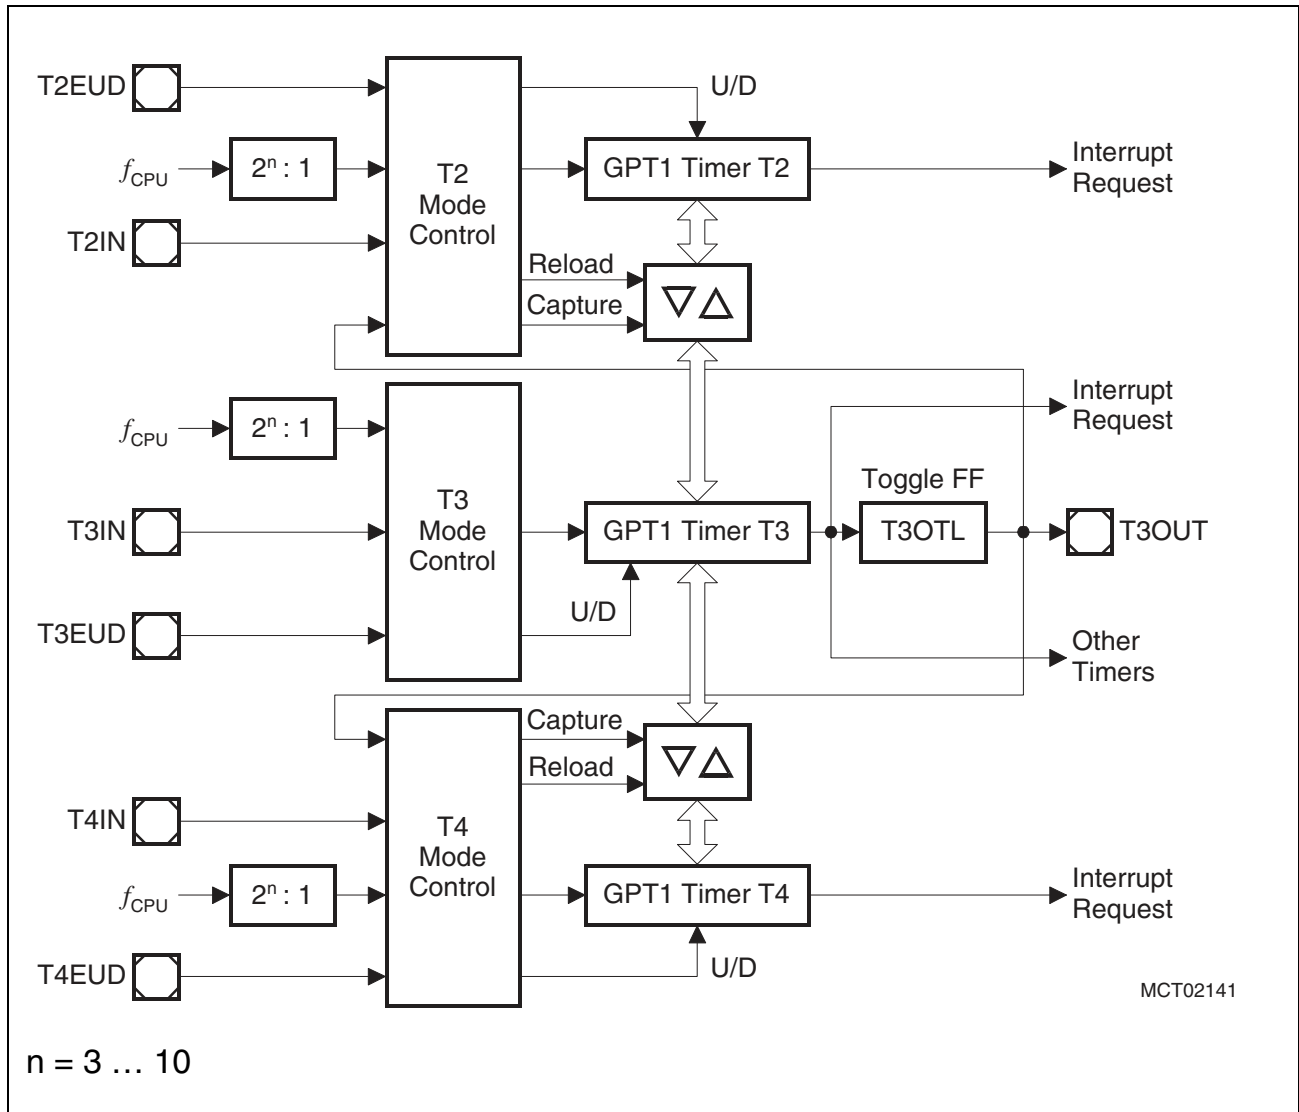 T2EUD
U/D
fCPU
2ⁿ : 1
T2
Mode
Control
GPT1 Timer T2
Interrupt
Request
T2IN
Reload
Capture
fCPU
2ⁿ : 1
Interrupt
Request
T3
Mode
Control
Toggle FF
T3IN
GPT1 Timer T3
T3OTL
T3OUT
U/D
T3EUD
Other
Timers
Capture
Reload
T4IN
T4
Mode
Control
fCPU
2ⁿ : 1
GPT1 Timer T4
Interrupt
Request
T4EUD
U/D
MCT02141
n = 3 … 10